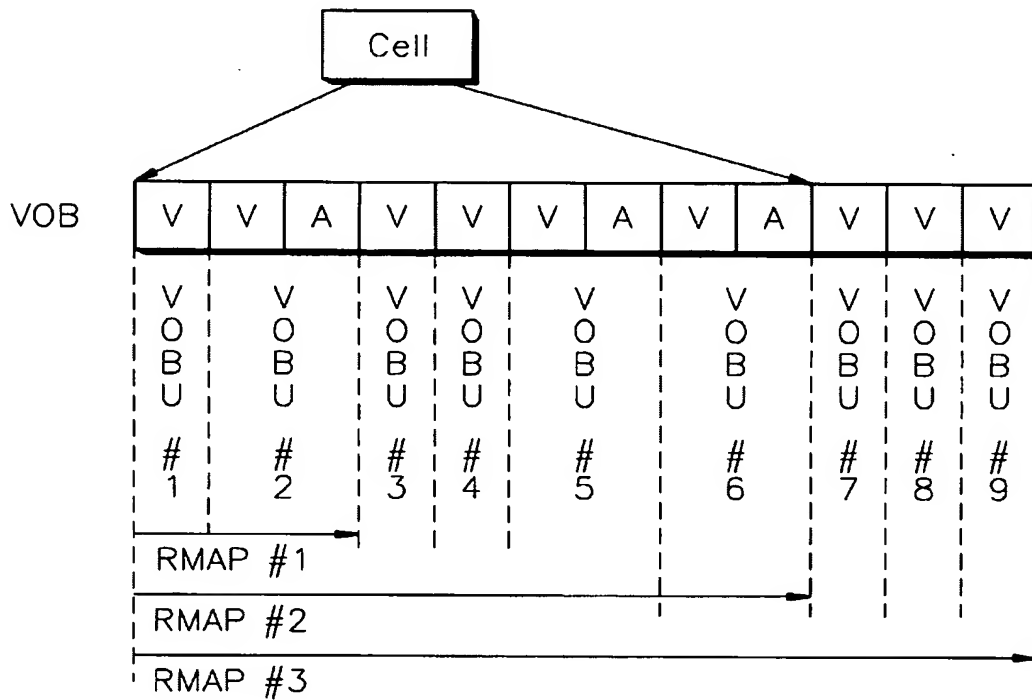 Cell
VOB V V A V V V A V A V V V
VOBU #1
VOBU #2
VOBU #3
VOBU #4
VOBU #5
VOBU #6
VOBU #7
VOBU #8
VOBU #9
RMAP #1
RMAP #2
RMAP #3